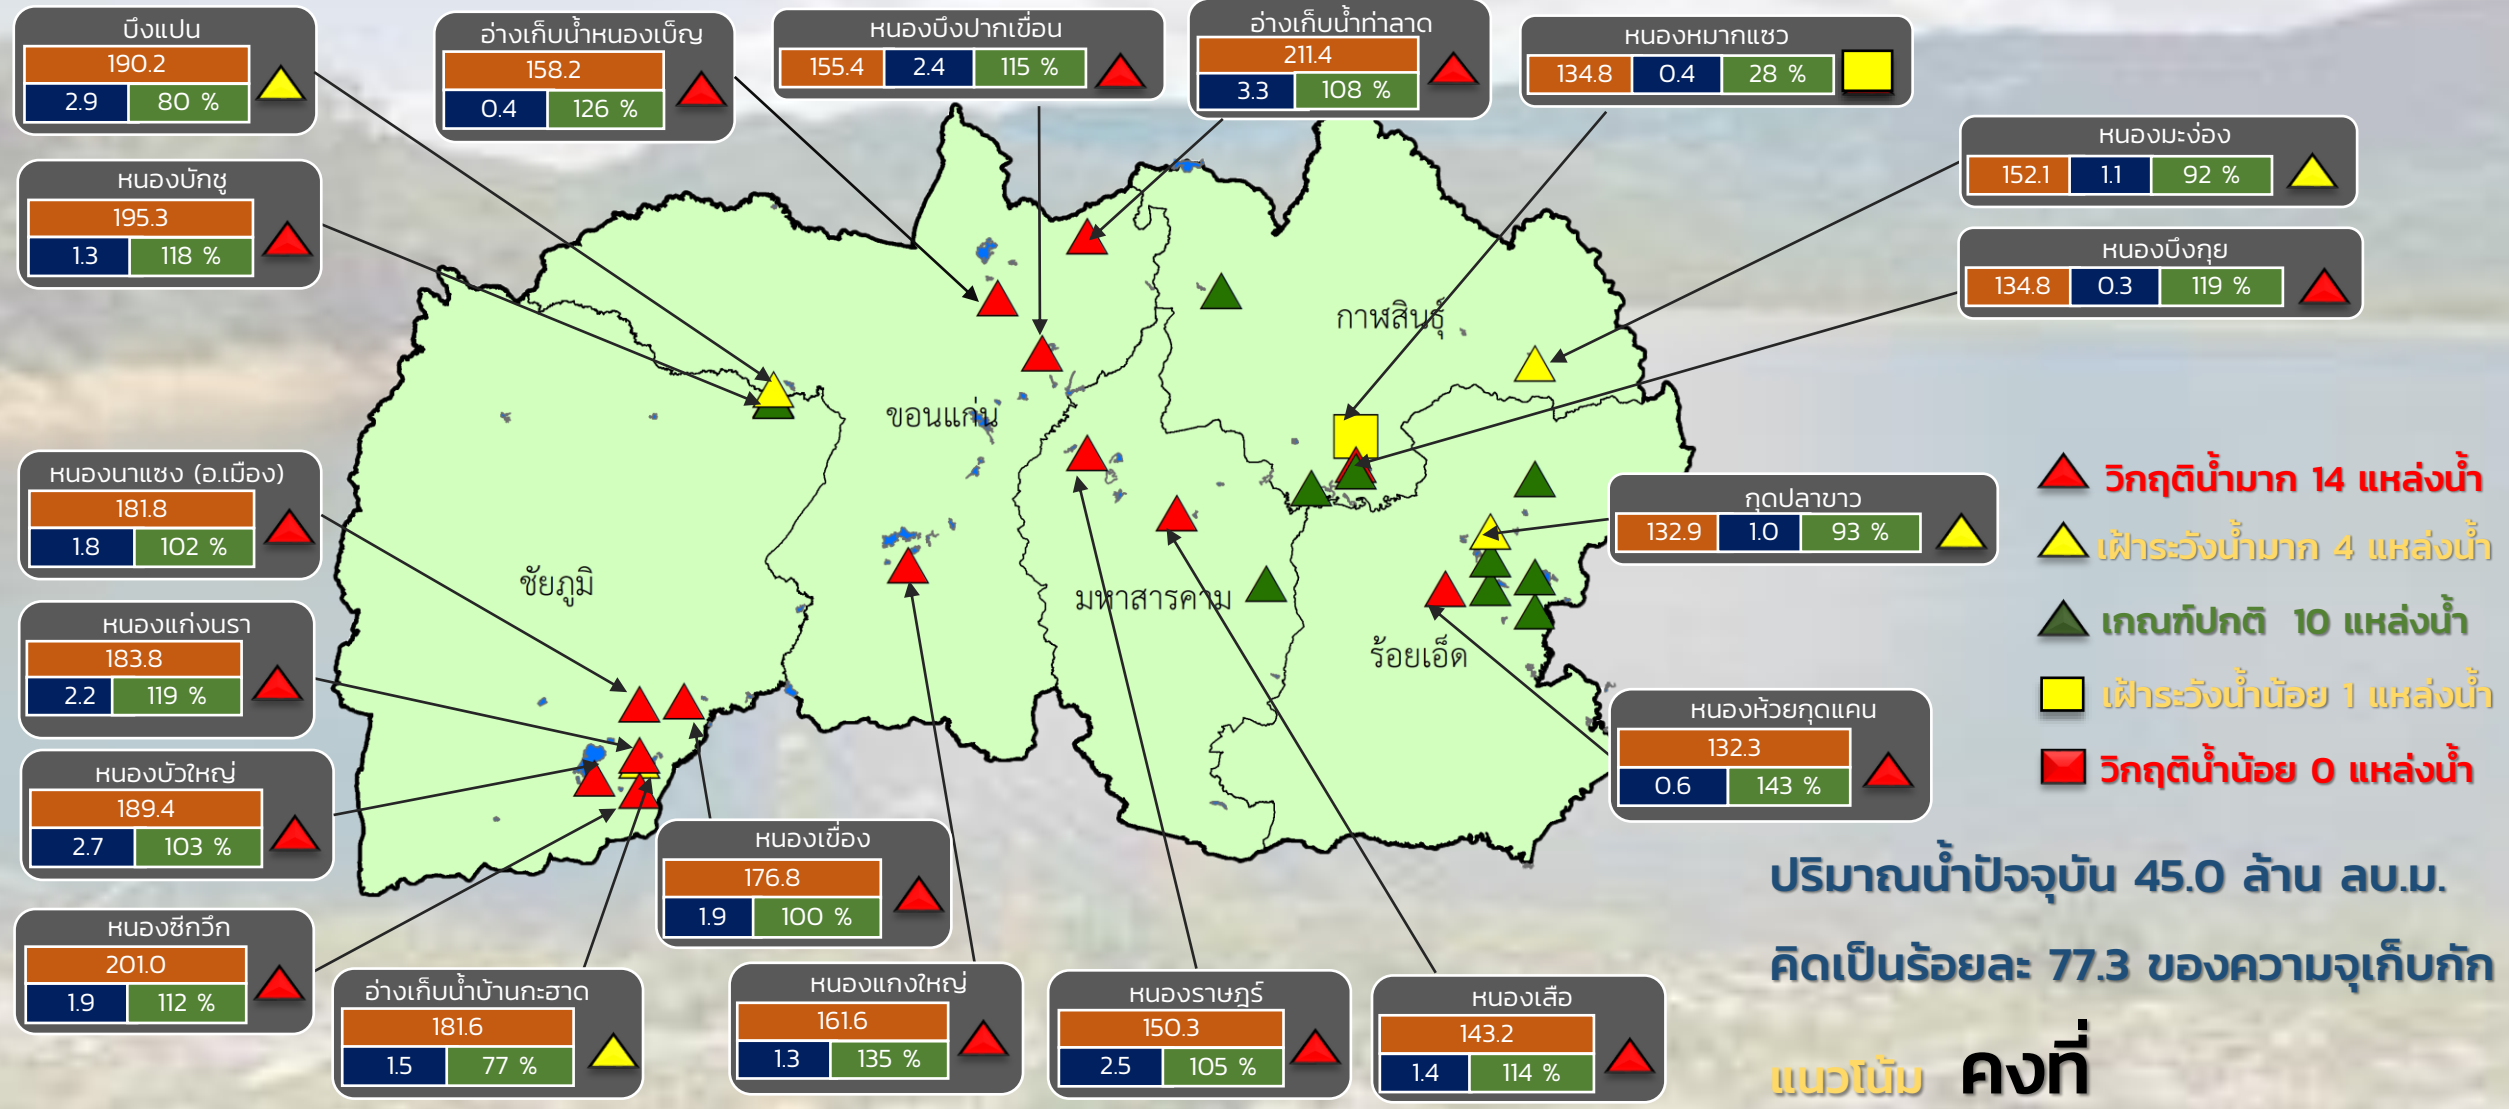 บึงแปน
190.2
2.9 80 %
อ่างเก็บน้ำหนองเบ็ญ
158.2
0.4 126 %
หนองบึงปากเขื่อน
155.4 2.4 115 %
อ่างเก็บน้ำท่าลาด
211.4
3.3 108 %
หนองหมากแซว
134.8 0.4 28 %
หนองมะง่อง
152.1 1.1 92 %
หนองบักชู
195.3
1.3 118 %
หนองบึงกุย
134.8 0.3 119 %
กาฬสินธุ์
ขอนแก่น
หนองนาแซง (อ.เมือง)
181.8
1.8 102 %
กุดปลาขาว
132.9 1.0 93 %
วิกฤติน้ำมาก 14 แหล่งน้ำ
เฝ้าระวังน้ำมาก 4 แหล่งน้ำ
เกณฑ์ปกติ 10 แหล่งน้ำ
เฝ้าระวังน้ำน้อย 1 แหล่งน้ำ
วิกฤติน้ำน้อย 0 แหล่งน้ำ
ชัยภูมิ
มหาสารคาม
ร้อยเอ็ด
หนองแก่งนรา
183.8
2.2 119 %
หนองห้วยกุดแคน
132.3
0.6 143 %
หนองบัวใหญ่
189.4
2.7 103 %
หนองเขื่อง
176.8
1.9 100 %
หนองซีกวึก
201.0
1.9 112 %
อ่างเก็บน้ำบ้านกะฮาด
181.6
1.5 77 %
หนองแกงใหญ่
161.6
1.3 135 %
หนองราษฎร์
150.3
2.5 105 %
หนองเสือ
143.2
1.4 114 %
ปริมาณน้ำปัจจุบัน 45.0 ล้าน ลบ.ม.
คิดเป็นร้อยละ 77.3 ของความจุเก็บกัก
แนวโน้ม คงที่